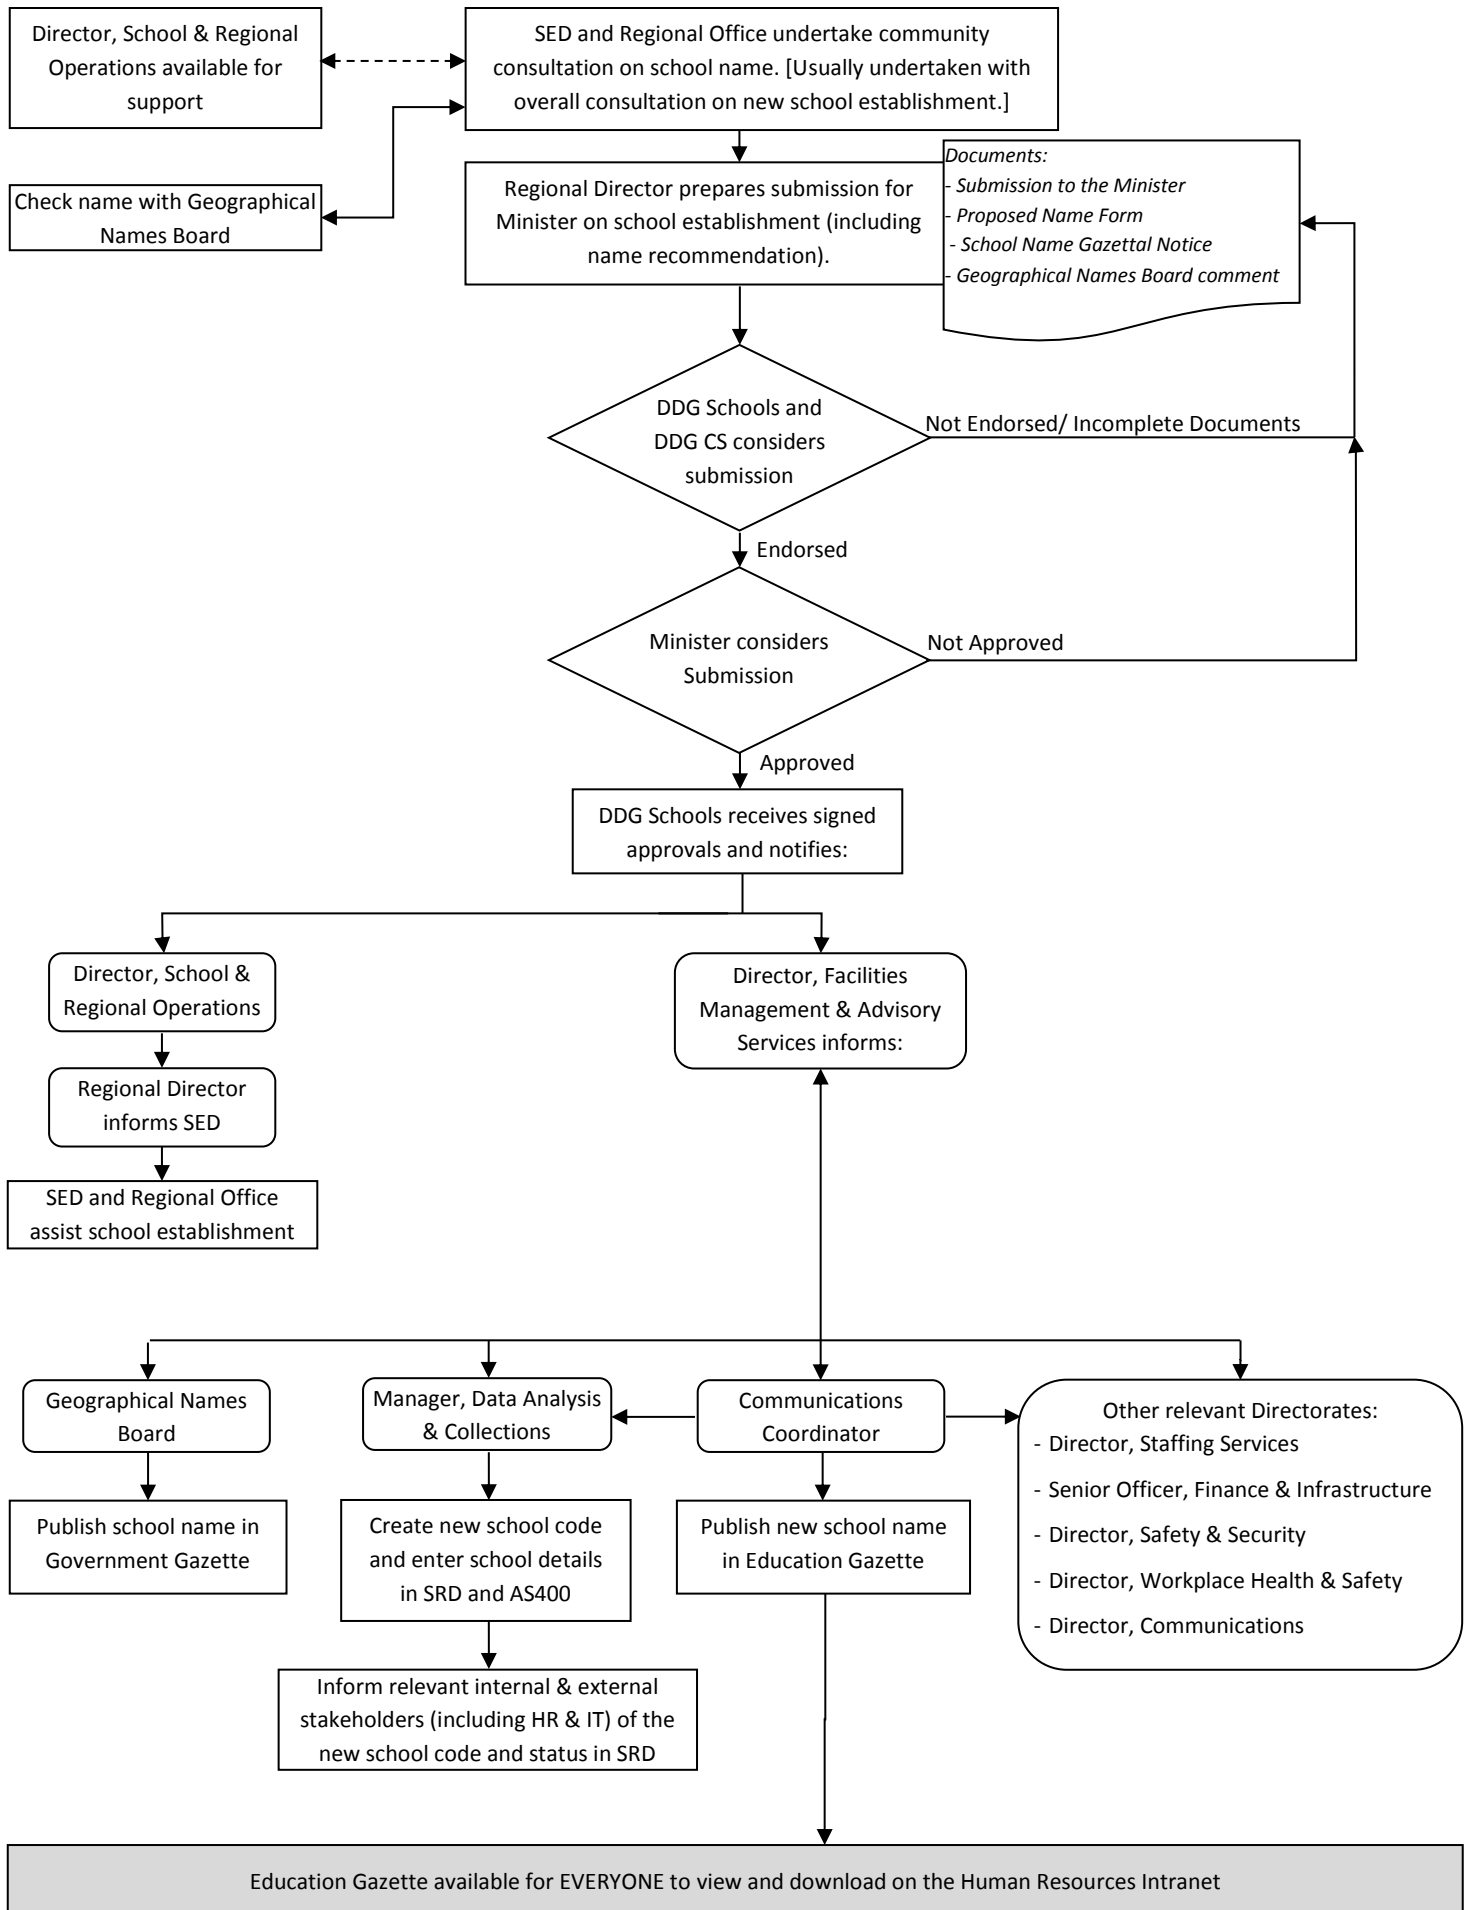 Director, School & Regional
Operations available for
support
SED and Regional Office undertake community
consultation on school name. [Usually undertaken with
overall consultation on new school establishment.]
Check name with Geographical
Names Board
Regional Director prepares submission for
Minister on school establishment (including
name recommendation).
Documents:
- Submission to the Minister
- Proposed Name Form
- School Name Gazettal Notice
- Geographical Names Board comment
DDG Schools and
DDG CS considers
submission
Not Endorsed/ Incomplete Documents
Endorsed
Minister considers
Submission
Not Approved
Approved
DDG Schools receives signed
approvals and notifies:
Director, School &
Regional Operations
Director, Facilities
Management & Advisory
Services informs:
Regional Director
informs SED
SED and Regional Office
assist school establishment
Geographical Names
Board
Manager, Data Analysis
& Collections
Communications
Coordinator
Other relevant Directorates:
- Director, Staffing Services
- Senior Officer, Finance & Infrastructure
- Director, Safety & Security
- Director, Workplace Health & Safety
- Director, Communications
Publish school name in
Government Gazette
Create new school code
and enter school details
in SRD and AS400
Publish new school name
in Education Gazette
Inform relevant internal & external
stakeholders (including HR & IT) of the
new school code and status in SRD
Education Gazette available for EVERYONE to view and download on the Human Resources Intranet